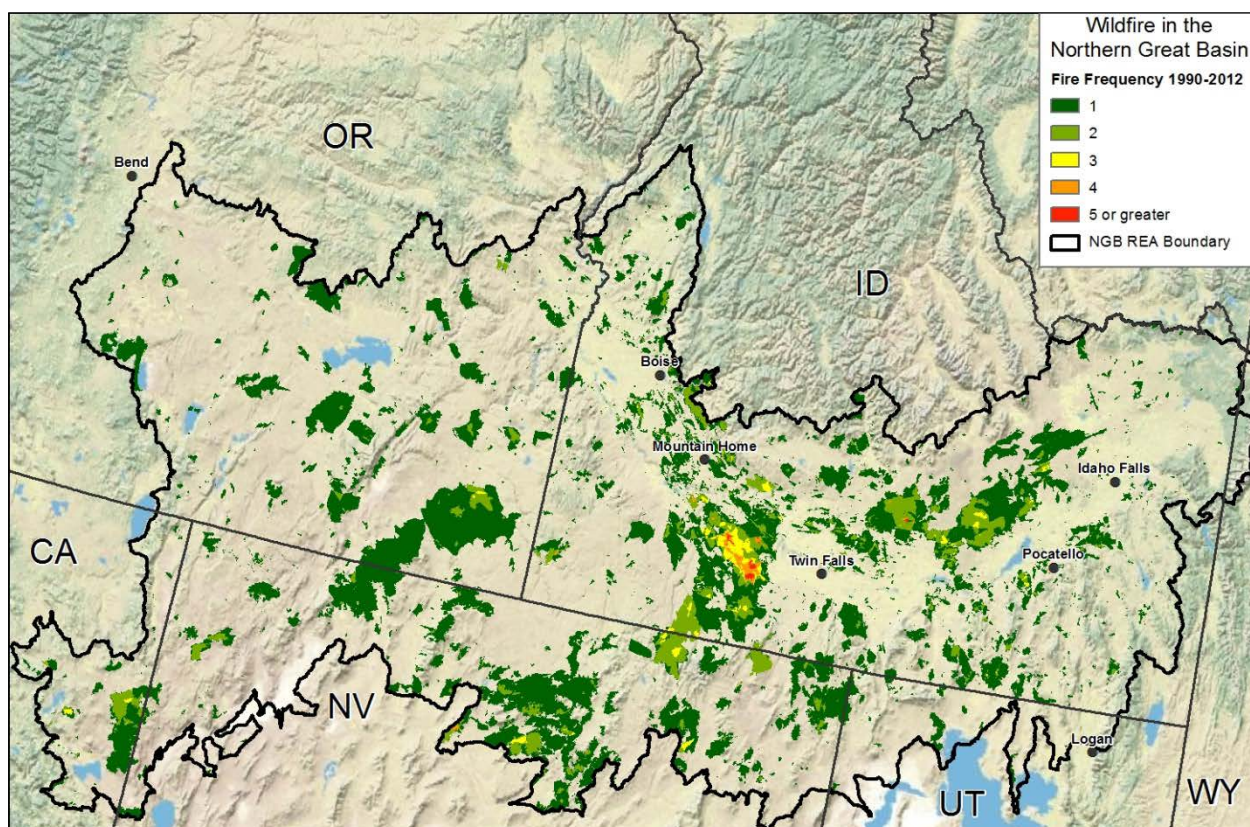 Wildfire in the
Northern Great Basin
Fire Frequency 1990-2012
1
2
3
4
5 or greater
NGB REA Boundary
OR
Bend
ID
Boise
Mountain Home
Idaho Falls
CA
Twin Falls
Pocatello
NV
Logan
UT
WY